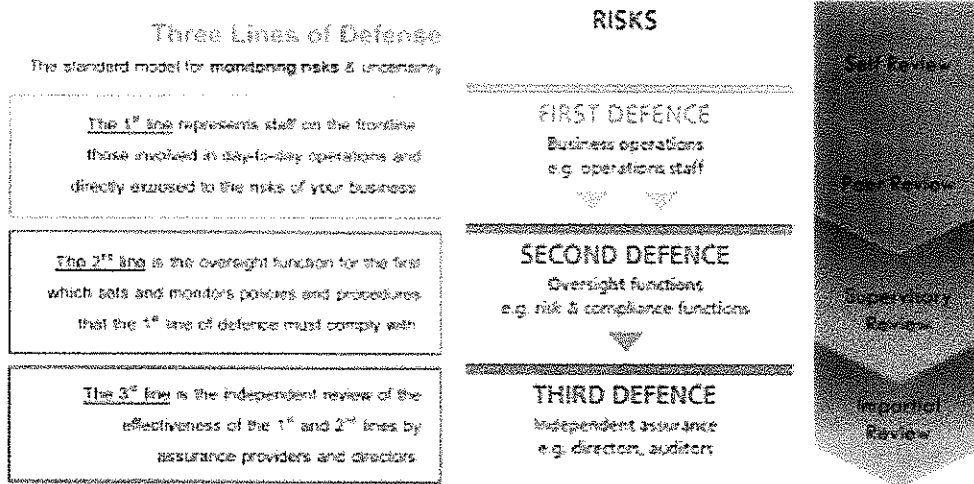 Three Lines of Defense
The standard model for monitoring risks & uncertainty
The 1st line represents staff on the frontline
those involved in day-to-day operations and
directly exposed to the risks of your business
The 2nd line is the oversight function for the first
which sets and monitors policies and procedures
that the 1st line of defence must comply with
The 3rd line is the independent review of the
effectiveness of the 1st and 2nd lines by
assurance providers and directors
RISKS
FIRST DEFENCE
Business operations
e.g. operations staff
SECOND DEFENCE
Oversight functions
e.g. risk & compliance functions
THIRD DEFENCE
Independent assurance
e.g. directors, auditors
Self Review
Peer Review
Supervisory
Review
Impartial
Review